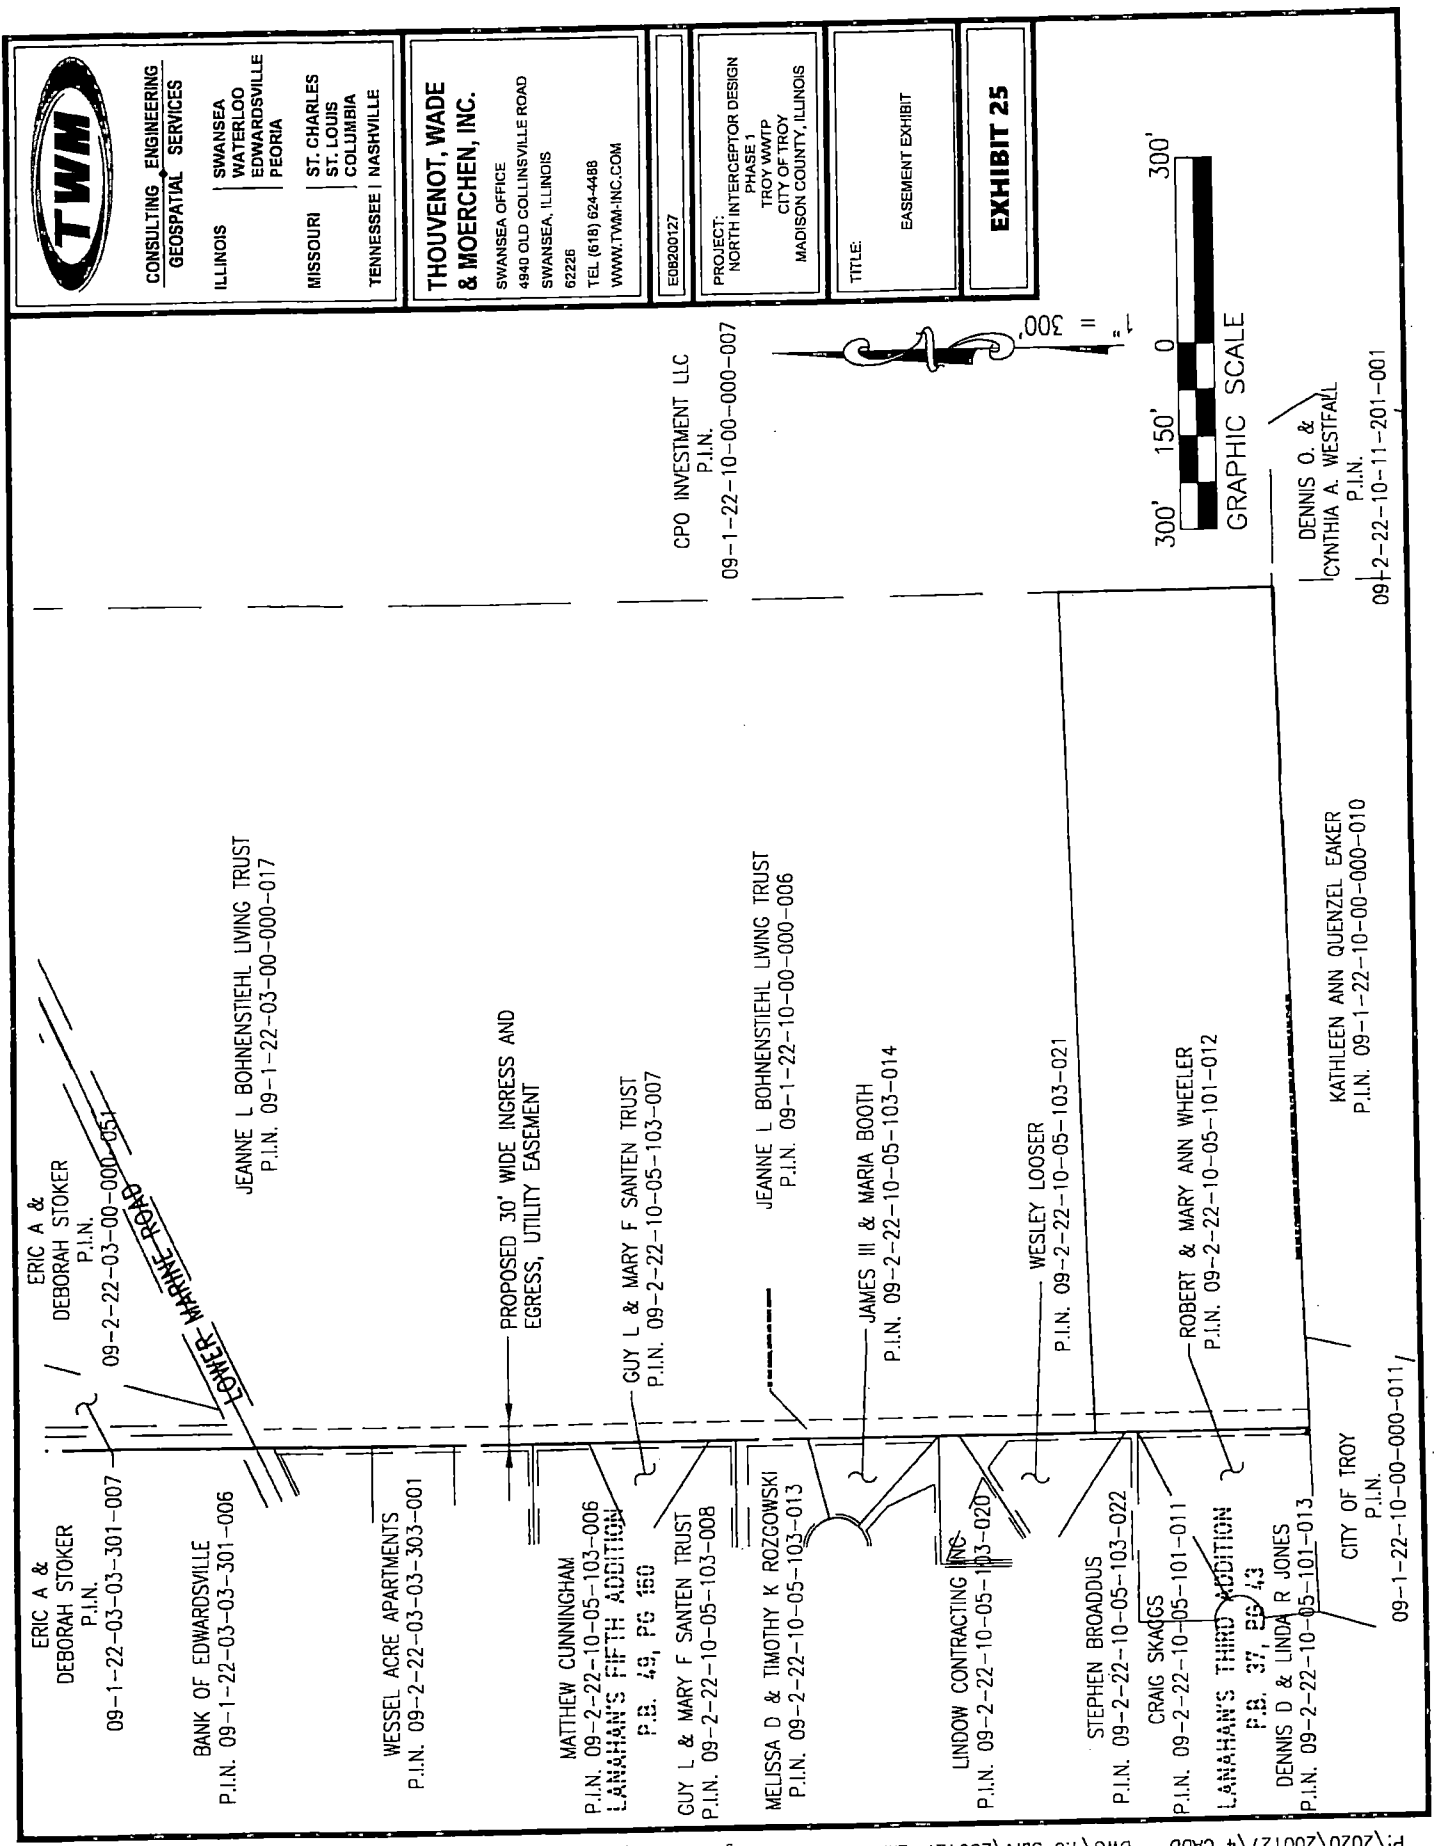 ERIC A &
DEBORAH STOKER
P.I.N.
09-1-22-03-03-301-007
ERIC A &
DEBORAH STOKER
P.I.N.
09-2-22-03-00-000-051
BANK OF EDWARDSVILLE
P.I.N. 09-1-22-03-03-301-006
LOWER MARINE ROAD
JEANNE L BOHNENSTIEHL LIVING TRUST
P.I.N. 09-1-22-03-00-000-017
WESSEL ACRE APARTMENTS
P.I.N. 09-2-22-03-03-303-001
PROPOSED 30' WIDE INGRESS AND
EGRESS, UTILITY EASEMENT
MATTHEW CUNNINGHAM
P.I.N. 09-2-22-10-05-103-006
LANAHAN'S FIFTH ADDITION
P.B. 49, PG 160
GUY L & MARY F SANTEN TRUST
P.I.N. 09-2-22-10-05-103-007
GUY L & MARY F SANTEN TRUST
P.I.N. 09-2-22-10-05-103-008
MELISSA D & TIMOTHY K ROZGOWSKI
P.I.N. 09-2-22-10-05-103-013
JEANNE L BOHNENSTIEHL LIVING TRUST
P.I.N. 09-1-22-10-00-000-006
JAMES III & MARIA BOOTH
P.I.N. 09-2-22-10-05-103-014
LINDOW CONTRACTING INC
P.I.N. 09-2-22-10-05-103-020
WESLEY LOOSER
P.I.N. 09-2-22-10-05-103-021
STEPHEN BROADDUS
P.I.N. 09-2-22-10-05-103-022
CRAIG SKAGGS
P.I.N. 09-2-22-10-05-101-011
ROBERT & MARY ANN WHEELER
P.I.N. 09-2-22-10-05-101-012
LANAHAN'S THIRD ADDITION
P.B. 37, PG 43
DENNIS D & LINDA R JONES
P.I.N. 09-2-22-10-05-101-013
CITY OF TROY
P.I.N.
09-1-22-10-00-000-011
KATHLEEN ANN QUENZEL EAKER
P.I.N. 09-1-22-10-00-000-010
CPO INVESTMENT LLC
P.I.N.
09-1-22-10-00-000-007
DENNIS O. &
CYNTHIA A. WESTFALL
P.I.N.
09-2-22-10-11-201-001
1" = 300'
300' 150' 0 300'
GRAPHIC SCALE
TWM
CONSULTING ENGINEERING
GEOSPATIAL SERVICES
ILLINOIS SWANSEA
WATERLOO
EDWARDSVILLE
PEORIA
MISSOURI ST. CHARLES
ST. LOUIS
COLUMBIA
TENNESSEE NASHVILLE
THOUVENOT, WADE
& MOERCHEN, INC.
SWANSEA OFFICE
4940 OLD COLLINSVILLE ROAD
SWANSEA, ILLINOIS
62226
TEL (618) 624-4488
WWW.TWM-INC.COM
E08200127
PROJECT:
NORTH INTERCEPTOR DESIGN
PHASE 1
TROY WWTP
CITY OF TROY
MADISON COUNTY, ILLINOIS
TITLE:
EASEMENT EXHIBIT
EXHIBIT 25